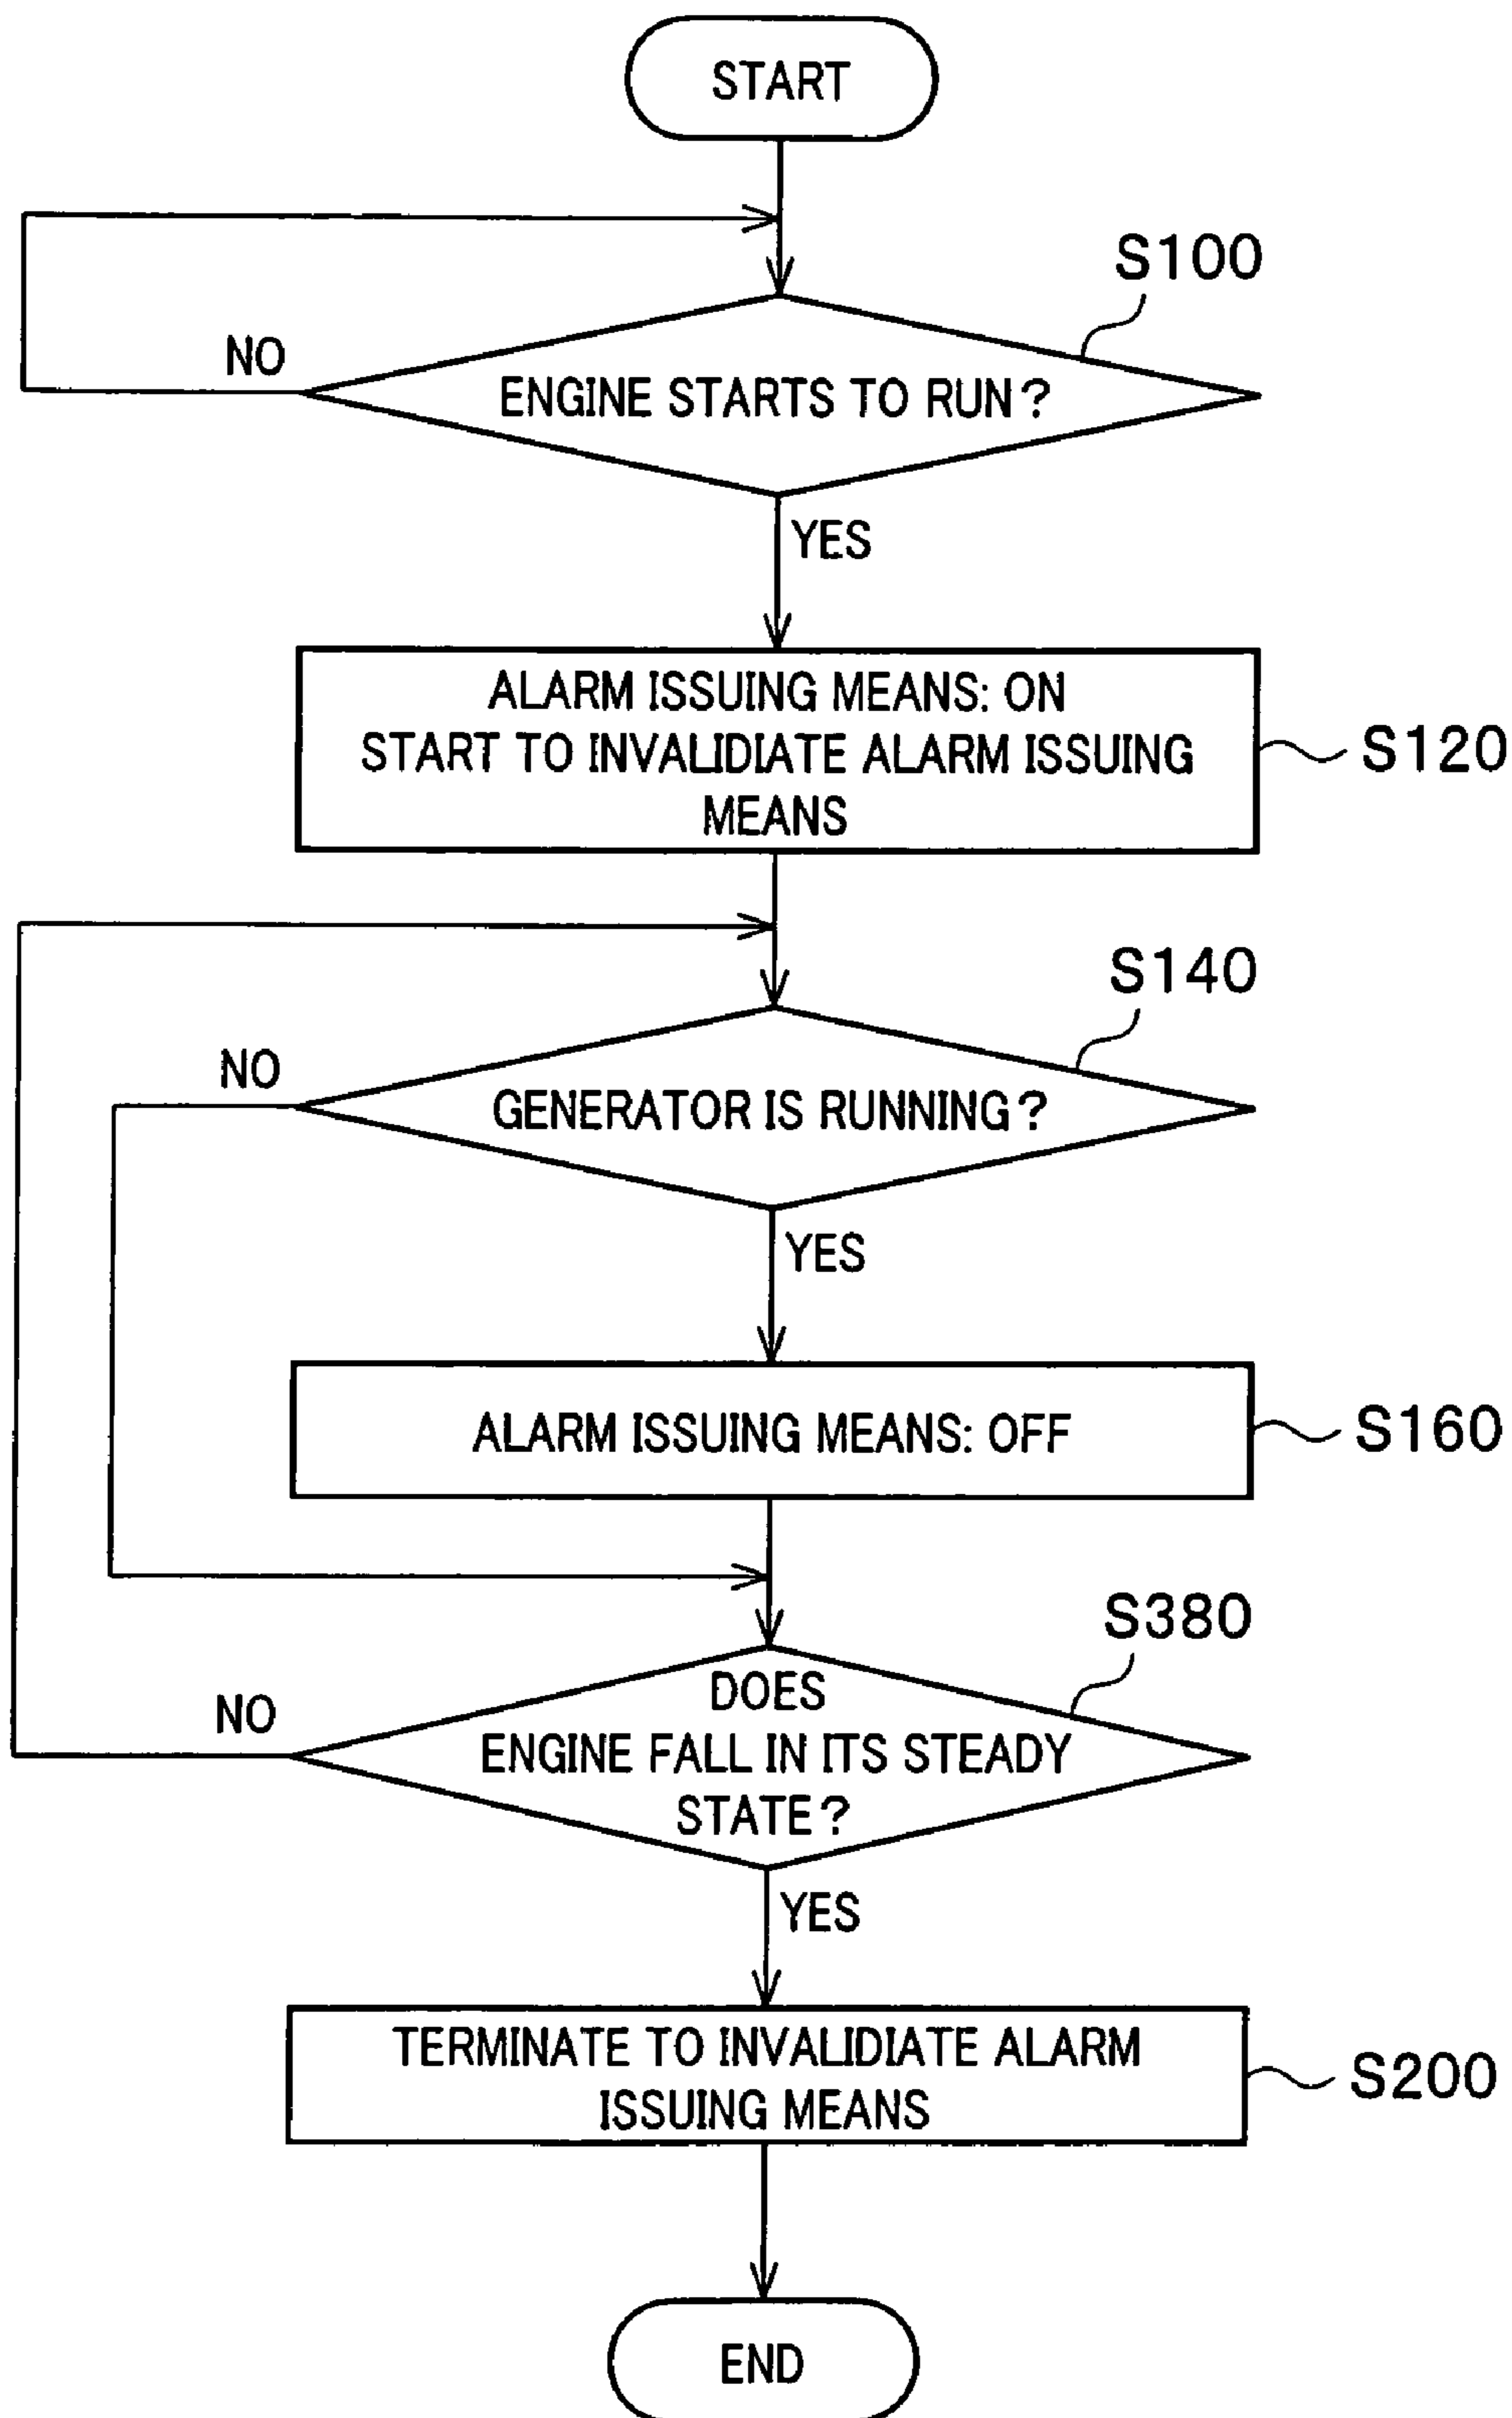 START
S100
NO
ENGINE STARTS TO RUN?
YES
ALARM ISSUING MEANS: ON
START TO INVALIDIATE ALARM ISSUING
MEANS
S120
S140
NO
GENERATOR IS RUNNING?
YES
ALARM ISSUING MEANS: OFF
S160
S380
NO
DOES
ENGINE FALL IN ITS STEADY
STATE?
YES
TERMINATE TO INVALIDIATE ALARM
ISSUING MEANS
S200
END